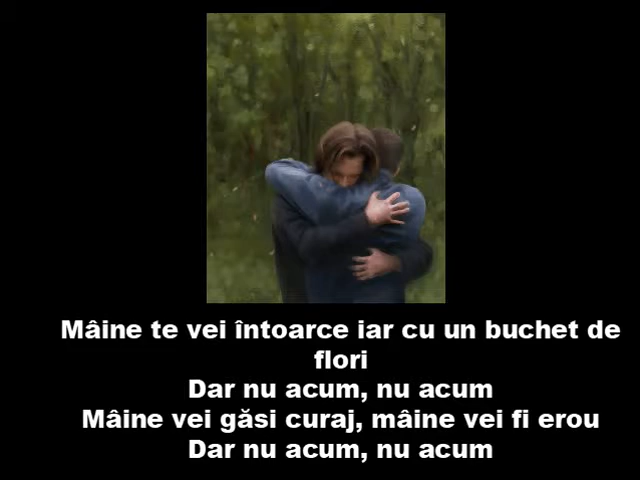 Mâine te vei întoarce iar cu un buchet de
flori
Dar nu acum, nu acum
Mâine vei găsi curaj, mâine vei fi erou
Dar nu acum, nu acum